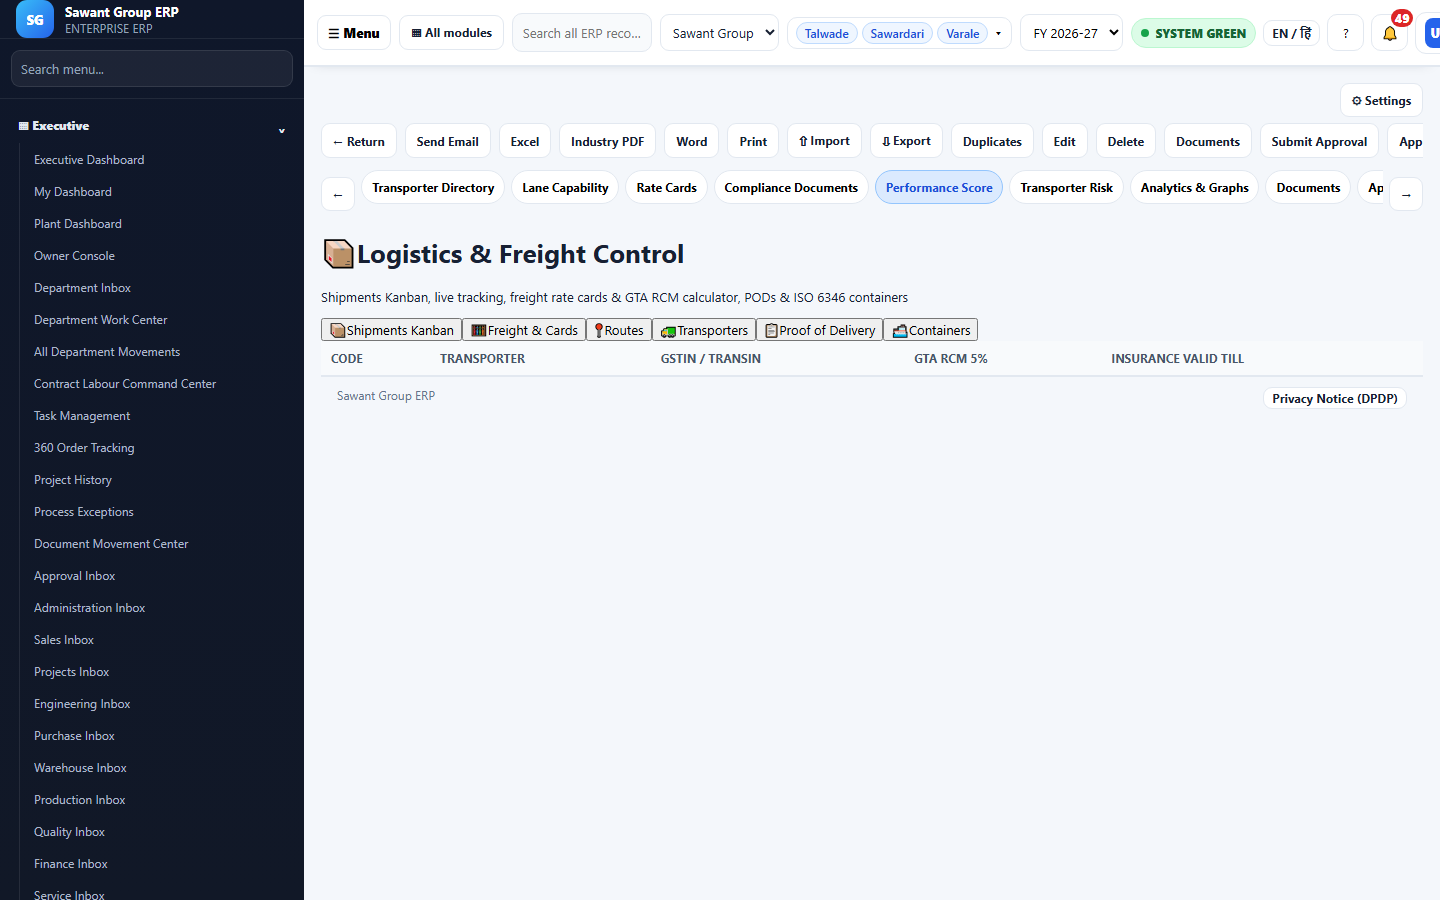 SG
Sawant Group ERP
ENTERPRISE ERP
Search menu...
Executive
Executive Dashboard
My Dashboard
Plant Dashboard
Owner Console
Department Inbox
Department Work Center
All Department Movements
Contract Labour Command Center
Task Management
360 Order Tracking
Project History
Process Exceptions
Document Movement Center
Approval Inbox
Administration Inbox
Sales Inbox
Projects Inbox
Engineering Inbox
Purchase Inbox
Warehouse Inbox
Production Inbox
Quality Inbox
Finance Inbox
Service Inbox
☰ Menu
All modules
Search all ERP reco...
Sawant Group
Talwade
Sawardari
Varale
FY 2026-27
SYSTEM GREEN
EN / हिं
?
49
U
⚙ Settings
← Return
Send Email
Excel
Industry PDF
Word
Print
⇧ Import
⇩ Export
Duplicates
Edit
Delete
Documents
Submit Approval
App
←
Transporter Directory
Lane Capability
Rate Cards
Compliance Documents
Performance Score
Transporter Risk
Analytics & Graphs
Documents
Ap
→
Logistics & Freight Control
Shipments Kanban, live tracking, freight rate cards & GTA RCM calculator, PODs & ISO 6346 containers
Shipments Kanban
Freight & Cards
Routes
Transporters
Proof of Delivery
Containers
CODE
TRANSPORTER
GSTIN / TRANSIN
GTA RCM 5%
INSURANCE VALID TILL
Sawant Group ERP
Privacy Notice (DPDP)